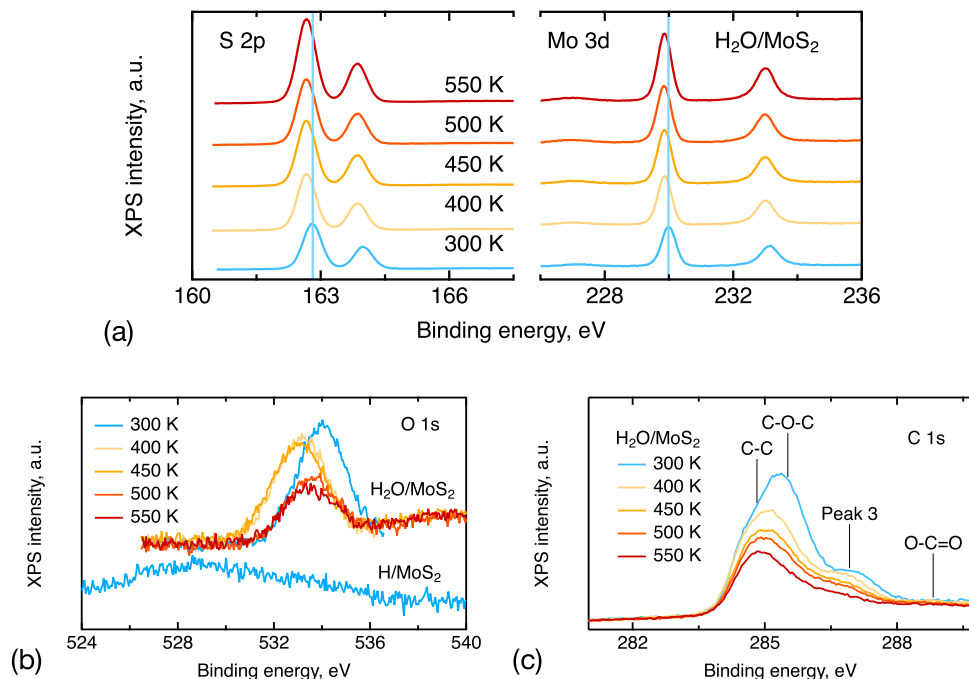 S 2p
Mo 3d
H₂O/MoS₂
550 K
500 K
450 K
400 K
300 K
XPS intensity, a.u.
XPS intensity, a.u.
160
163
166
228
232
236
Binding energy, eV
(a)
300 K
400 K
450 K
500 K
550 K
O 1s
H₂O/MoS₂
H/MoS₂
XPS intensity, a.u.
524
528
532
536
540
Binding energy, eV
(b)
H₂O/MoS₂
300 K
400 K
450 K
500 K
550 K
C-O-C
C-C
C 1s
Peak 3
O-C=O
XPS intensity, a.u.
282
285
288
Binding energy, eV
(c)